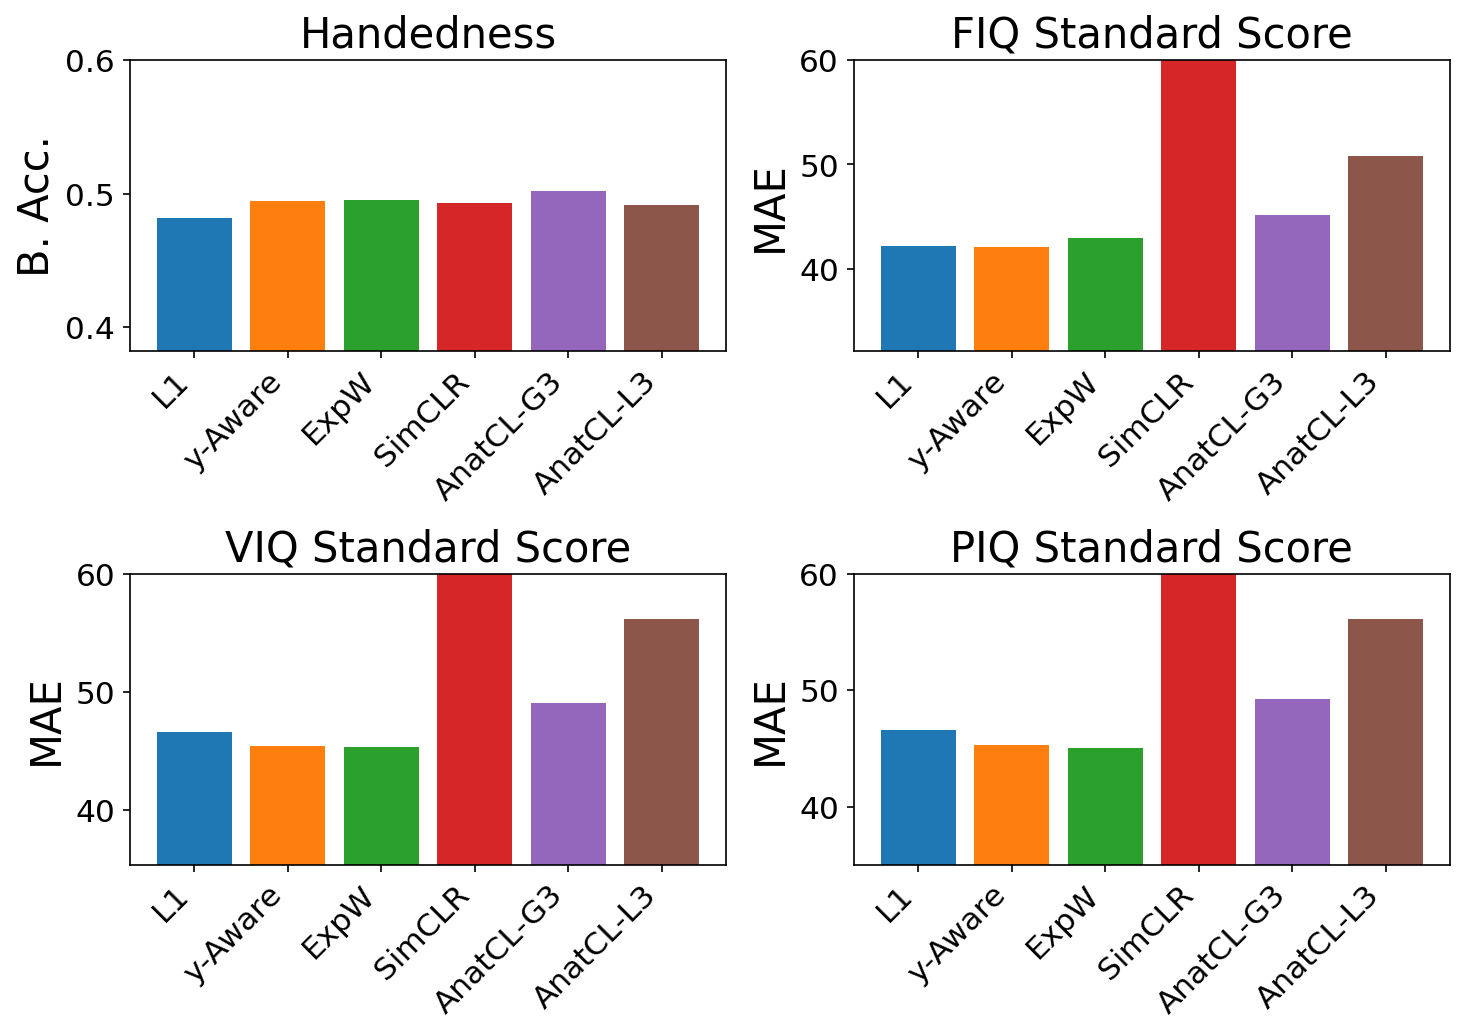 Handedness
0.6
0.5
0.4
B. Acc.
L1
y-Aware
ExpW
SimCLR
AnatCL-G3
AnatCL-L3
FIQ Standard Score
60
50
40
MAE
L1
y-Aware
ExpW
SimCLR
AnatCL-G3
AnatCL-L3
VIQ Standard Score
60
50
40
MAE
L1
y-Aware
ExpW
SimCLR
AnatCL-G3
AnatCL-L3
PIQ Standard Score
60
50
40
MAE
L1
y-Aware
ExpW
SimCLR
AnatCL-G3
AnatCL-L3